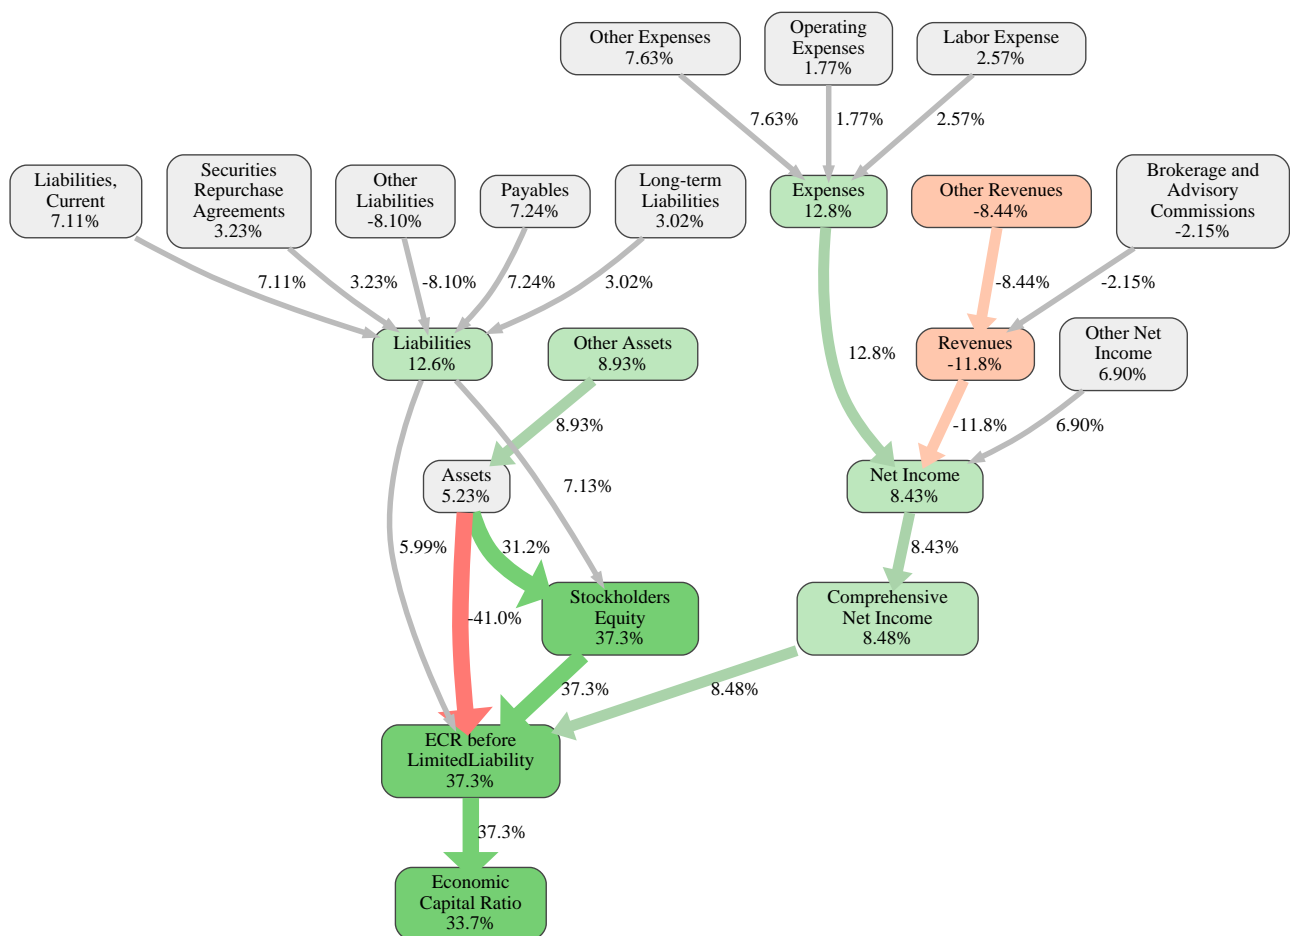 Other Expenses
7.63%
Operating
Expenses
1.77%
Labor Expense
2.57%
7.63%
1.77%
2.57%
Liabilities,
Current
7.11%
Securities
Repurchase
Agreements
3.23%
Other
Liabilities
-8.10%
Payables
7.24%
Long-term
Liabilities
3.02%
Expenses
12.8%
Other Revenues
-8.44%
Brokerage and
Advisory
Commissions
-2.15%
7.11%
3.23%
-8.10%
7.24%
3.02%
-8.44%
-2.15%
Liabilities
12.6%
Other Assets
8.93%
12.8%
Revenues
-11.8%
Other Net
Income
6.90%
8.93%
-11.8%
6.90%
Assets
5.23%
7.13%
Net Income
8.43%
5.99%
31.2%
8.43%
-41.0%
Stockholders
Equity
37.3%
Comprehensive
Net Income
8.48%
37.3%
8.48%
ECR before
LimitedLiability
37.3%
37.3%
Economic
Capital Ratio
33.7%